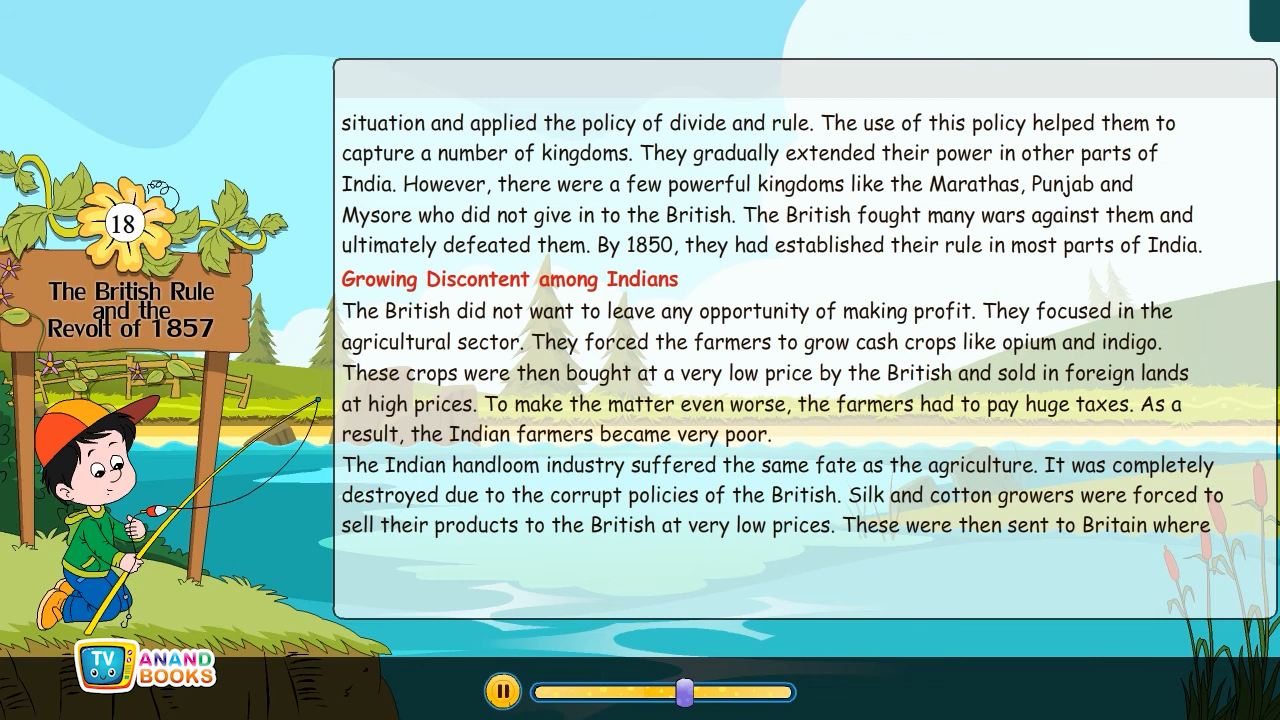 situation and applied the policy of divide and rule. The use of this policy helped them to
capture a number of kingdoms. They gradually extended their power in other parts of
India. However, there were a few powerful kingdoms like the Marathas, Punjab and
Mysore who did not give in to the British. The British fought many wars against them and
ultimately defeated them. By 1850, they had established their rule in most parts of India.
Growing Discontent among Indians
The British did not want to leave any opportunity of making profit. They focused in the
agricultural sector. They forced the farmers to grow cash crops like opium and indigo.
These crops were then bought at a very low price by the British and sold in foreign lands
at high prices. To make the matter even worse, the farmers had to pay huge taxes. As a
result, the Indian farmers became very poor.
The Indian handloom industry suffered the same fate as the agriculture. It was completely
destroyed due to the corrupt policies of the British. Silk and cotton growers were forced to
sell their products to the British at very low prices. These were then sent to Britain where
18
The British Rule
and the
Revolt of 1857
TV
ANAND
BOOKS